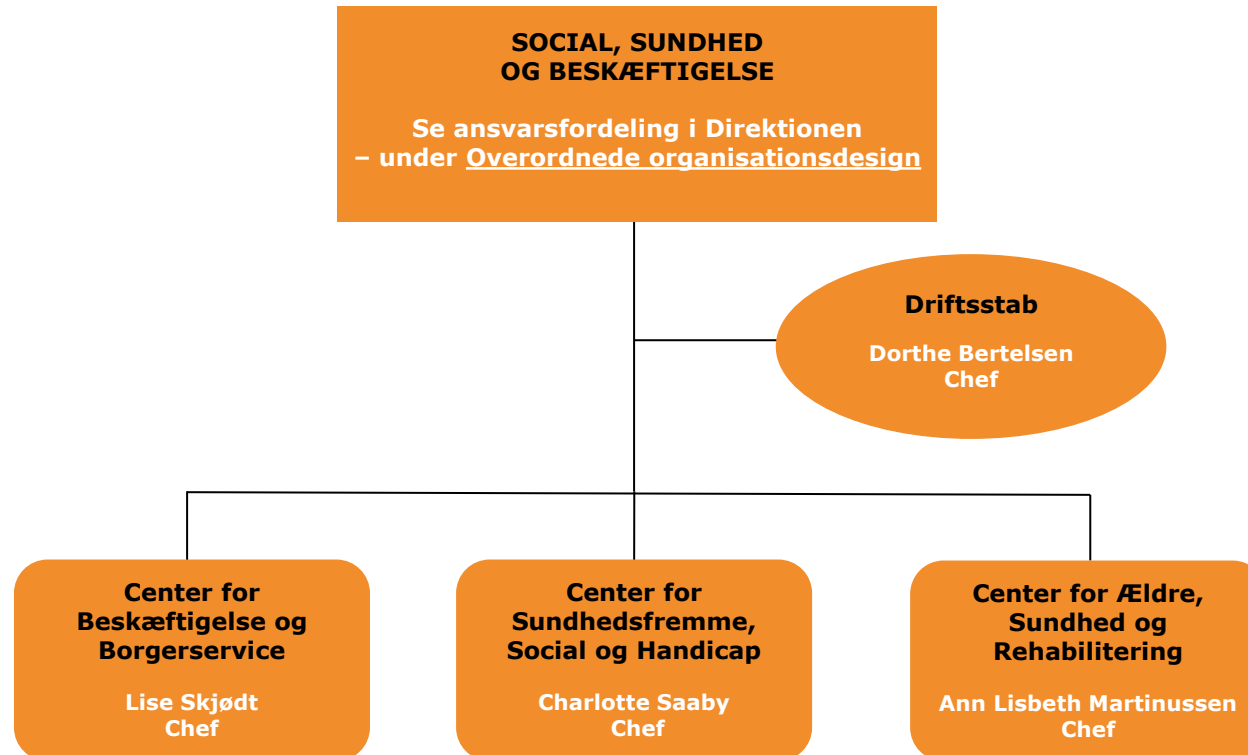 SOCIAL, SUNDHED
OG BESKÆFTIGELSE
Se ansvarsfordeling i Direktionen
– under Overordnede organisationsdesign
Driftsstab
Dorthe Bertelsen
Chef
Center for
Beskæftigelse og
Borgerservice
Lise Skjødt
Chef
Center for
Sundhedsfremme,
Social og Handicap
Charlotte Saaby
Chef
Center for Ældre,
Sundhed og
Rehabilitering
Ann Lisbeth Martinussen
Chef